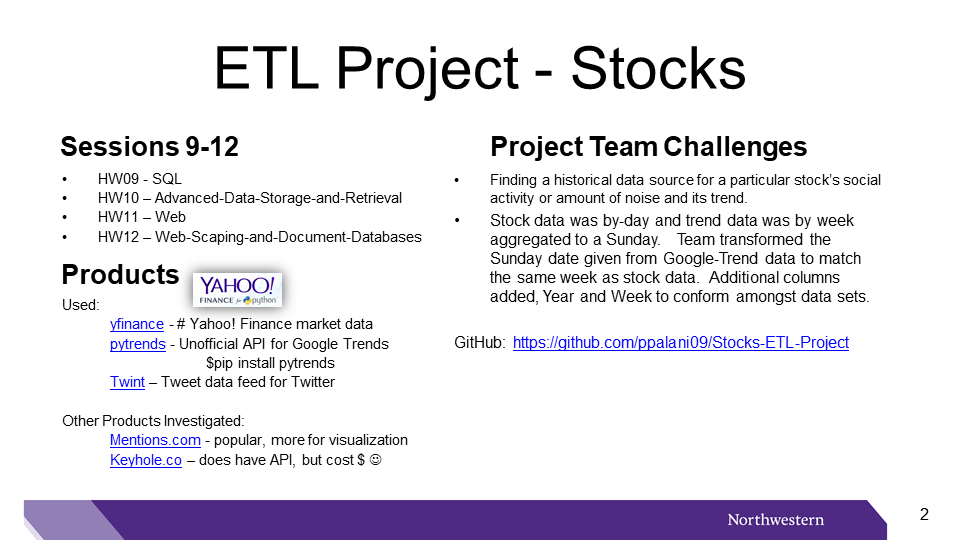 ETL Project - Stocks
Sessions 9-12
• HW09 - SQL
• HW10 – Advanced-Data-Storage-and-Retrieval
• HW11 – Web
• HW12 – Web-Scaping-and-Document-Databases
Products
YAHOO!
FINANCE for python
Used:
yfinance - # Yahoo! Finance market data
pytrends - Unofficial API for Google Trends
$pip install pytrends
Twint – Tweet data feed for Twitter
Other Products Investigated:
Mentions.com - popular, more for visualization
Keyhole.co – does have API, but cost $ ☺
Project Team Challenges
• Finding a historical data source for a particular stock’s social
activity or amount of noise and its trend.
• Stock data was by-day and trend data was by week
aggregated to a Sunday. Team transformed the
Sunday date given from Google-Trend data to match
the same week as stock data. Additional columns
added, Year and Week to conform amongst data sets.
GitHub: https://github.com/ppalani09/Stocks-ETL-Project
Northwestern
2